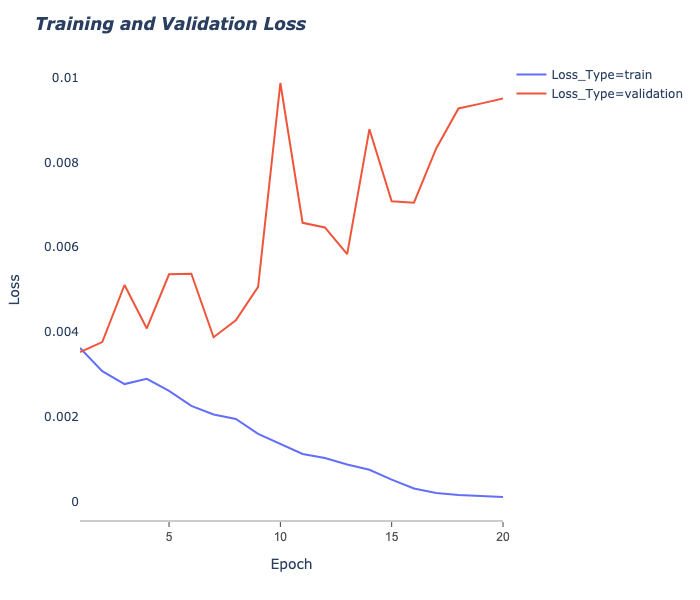 Training and Validation Loss
Loss_Type=train
Loss_Type=validation
Loss
0.01
0.008
0.006
0.004
0.002
0
5 10 15 20
Epoch